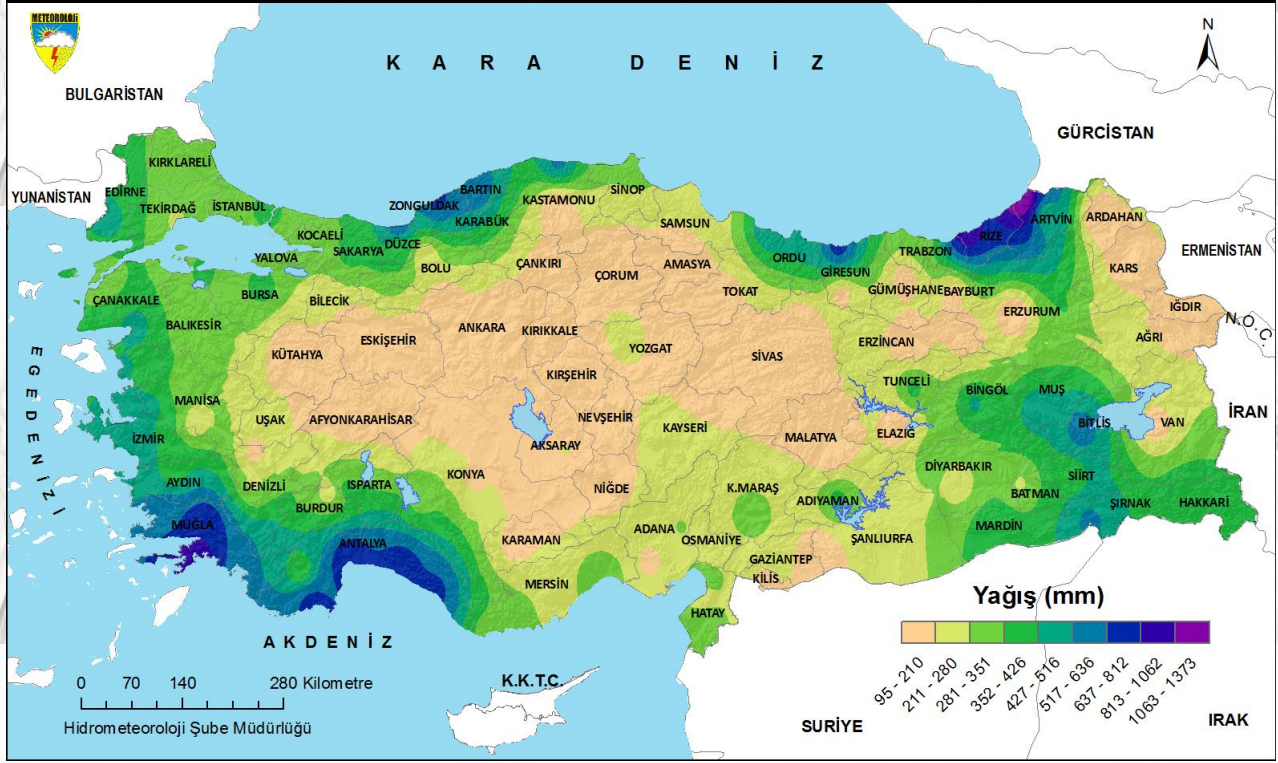 METEOROLOJİ
K A R A D E N İ Z
N
BULGARİSTAN
GÜRCİSTAN
YUNANİSTAN
ERMENİSTAN
N.Ö.C.
İRAN
EGE DENİZİ
KIRKLARELİ
EDİRNE
TEKİRDAĞ
İSTANBUL
KOCAELİ
YALOVA
SAKARYA
DÜZCE
ZONGULDAK
BARTIN
KARABÜK
KASTAMONU
SİNOP
SAMSUN
BOLU
ÇANKIRI
ÇORUM
AMASYA
TOKAT
ORDU
GİRESUN
TRABZON
RİZE
ARTVİN
ARDAHAN
KARS
IĞDIR
GÜMÜŞHANE
BAYBURT
ERZURUM
AĞRI
ÇANAKKALE
BURSA
BİLECİK
BALIKESİR
KÜTAHYA
ESKİŞEHİR
ANKARA
KIRIKKALE
YOZGAT
SİVAS
ERZİNCAN
TUNCELİ
BİNGÖL
MUŞ
BİTLİS
VAN
MANİSA
UŞAK
AFYONKARAHİSAR
KIRŞEHİR
NEVŞEHİR
AKSARAY
KAYSERİ
MALATYA
ELAZIĞ
İZMİR
AYDIN
DENİZLİ
ISPARTA
BURDUR
KONYA
NİĞDE
K.MARAŞ
ADIYAMAN
DİYARBAKIR
BATMAN
SİİRT
ŞIRNAK
HAKKARİ
MARDİN
MUĞLA
ANTALYA
KARAMAN
MERSİN
ADANA
OSMANİYE
GAZİANTEP
KİLİS
ŞANLIURFA
HATAY
AKDENİZ
K.K.T.C.
SURİYE
IRAK
Yağış (mm)
95 - 210
211 - 280
281 - 351
352 - 426
427 - 516
517 - 636
637 - 812
813 - 1062
1063 - 1373
0 70 140 280 Kilometre
Hidrometeoroloji Şube Müdürlüğü